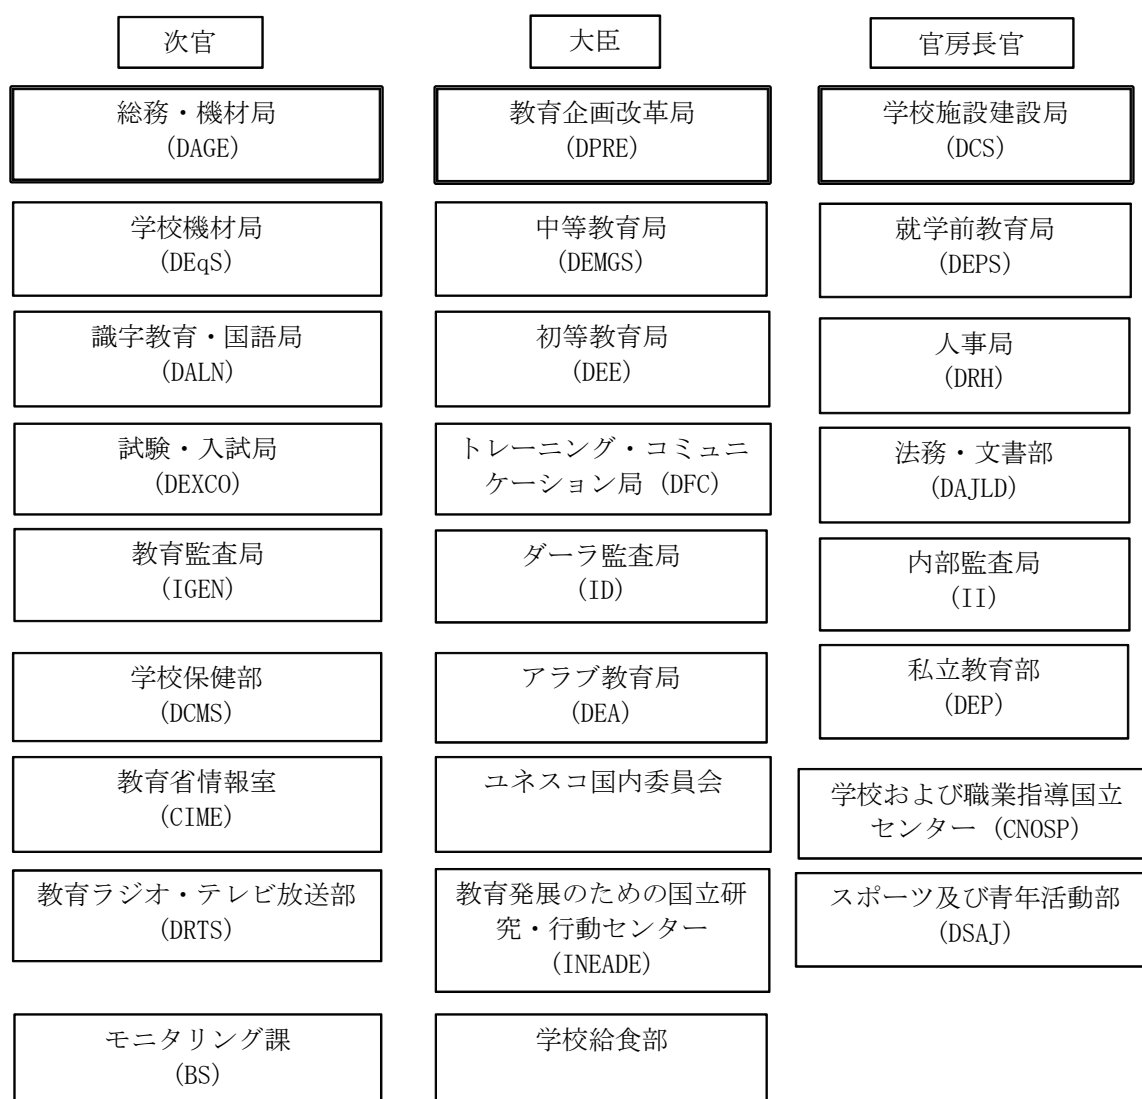 次官
大臣
官房長官
総務・機材局
(DAGE)
教育企画改革局
(DPRE)
学校施設建設局
(DCS)
学校機材局
(DEqS)
中等教育局
(DEMGS)
就学前教育局
(DEPS)
識字教育・国語局
(DALN)
初等教育局
(DEE)
人事局
(DRH)
試験・入試局
(DEXCO)
トレーニング・コミュニ
ケーション局 (DFC)
法務・文書部
(DAJLD)
教育監査局
(IGEN)
ダーラ監査局
(ID)
内部監査局
(II)
学校保健部
(DCMS)
アラブ教育局
(DEA)
私立教育部
(DEP)
教育省情報室
(CIME)
ユネスコ国内委員会
学校および職業指導国立
センター (CNOSP)
教育ラジオ・テレビ放送部
(DRTS)
教育発展のための国立研
究・行動センター
(INEADE)
スポーツ及び青年活動部
(DSAJ)
モニタリング課
(BS)
学校給食部